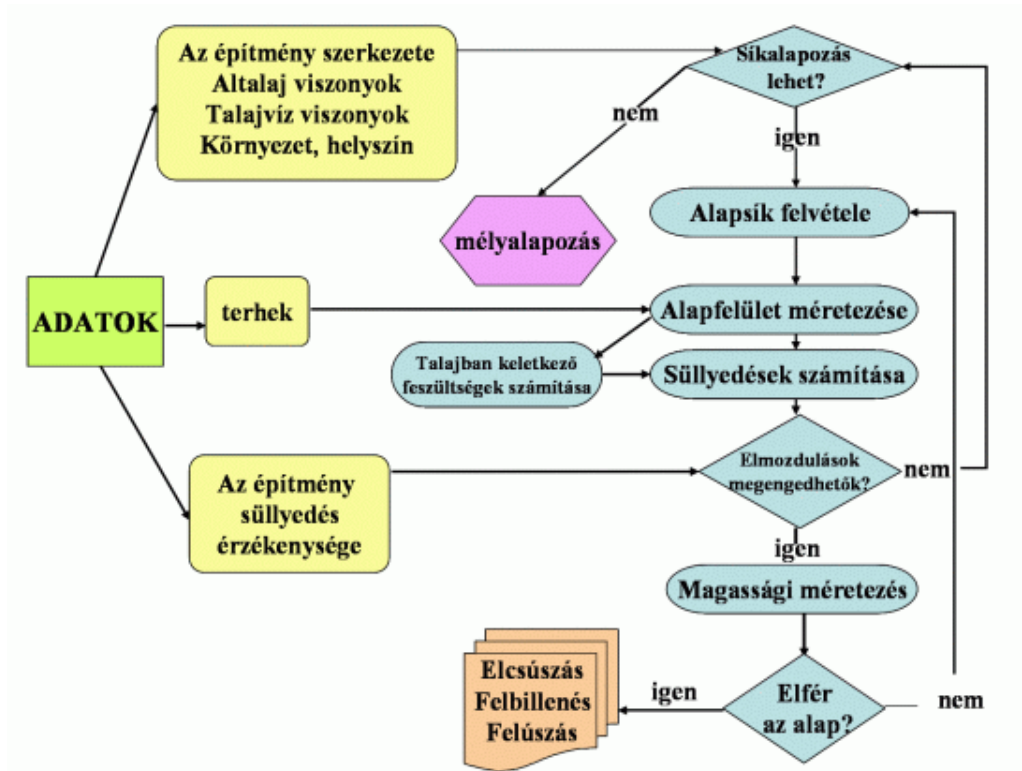 Az építmény szerkezete
Altalaj viszonyok
Talajvíz viszonyok
Környezet, helyszín
Síkalapozás
lehet?
nem
igen
mélyalapozás
Alapsík felvétele
ADATOK
terhek
Alapfelület méretezése
Talajban keletkező
feszültségek számítása
Süllyedések számítása
Az építmény
süllyedés
érzékenysége
Elmozdulások
megengedhetők?
nem
igen
Magassági méretezés
Elcsúszás
Felbillenés
Felúszás
igen
Elfér
az alap?
nem